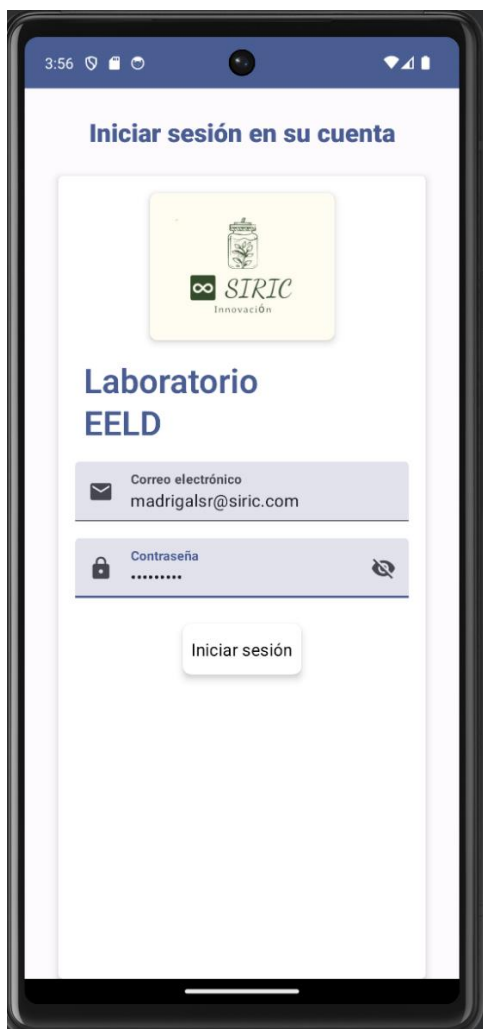 3:56
Iniciar sesión en su cuenta
SIRIC
Innovación
Laboratorio
EELD
Correo electrónico
madrigalsr@siric.com
Contraseña
•••••••••
Iniciar sesión